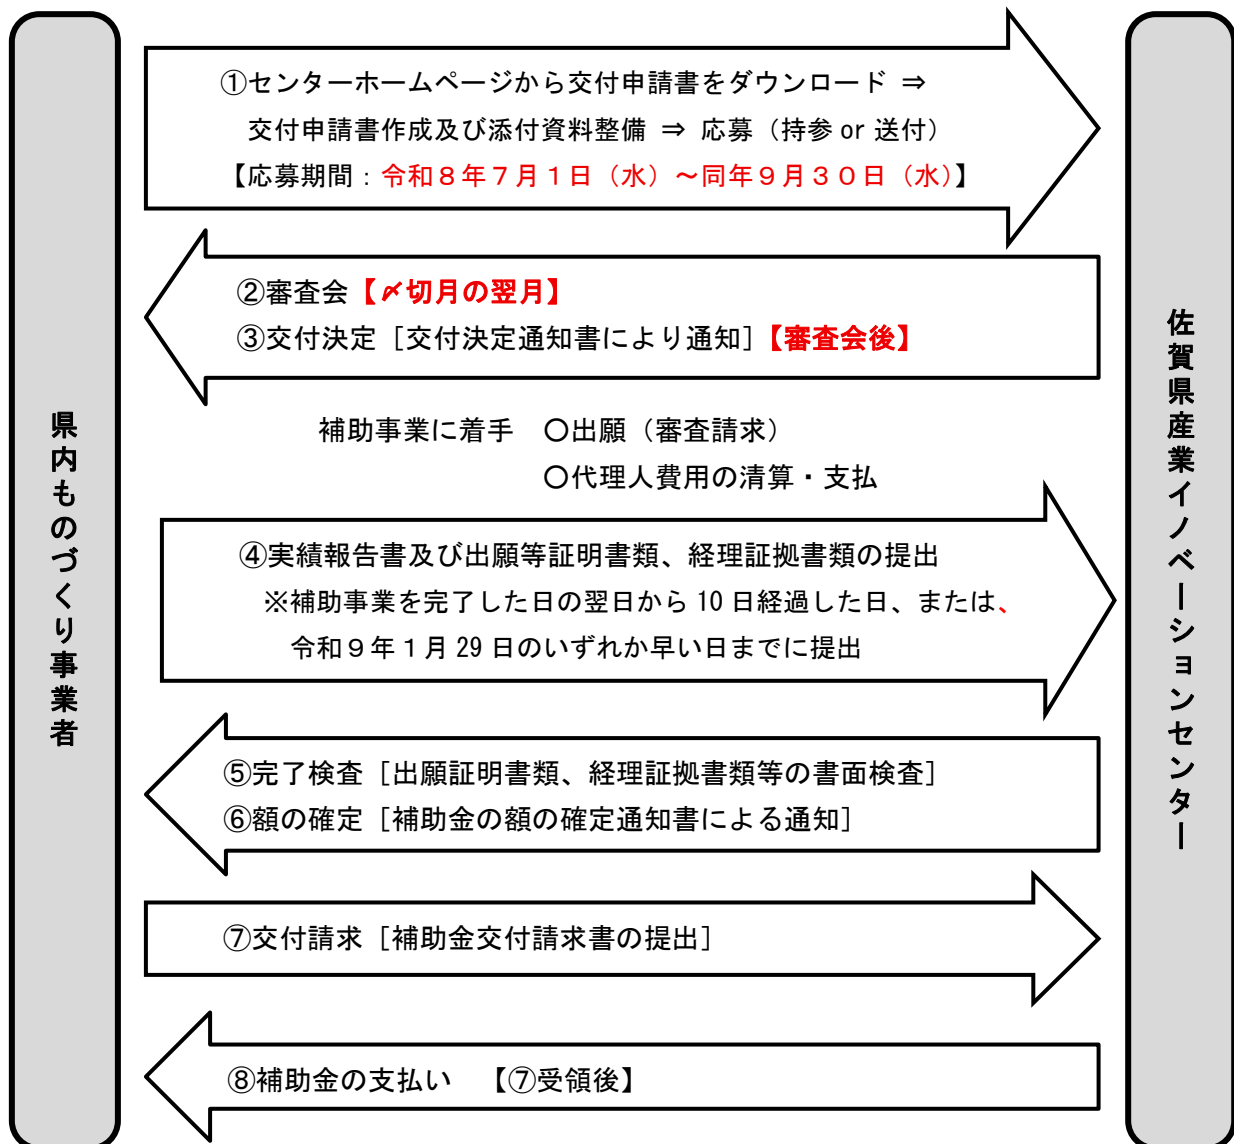 県内ものづくり事業者
①センターホームページから交付申請書をダウンロード ⇒
交付申請書作成及び添付資料整備 ⇒ 応募（持参 or 送付）
【応募期間：令和８年７月１日（水）～同年９月３０日（水）】
②審査会【〆切月の翌月】
③交付決定［交付決定通知書により通知］【審査会後】
補助事業に着手 〇出願（審査請求）
〇代理人費用の清算・支払
④実績報告書及び出願等証明書類、経理証拠書類の提出
※補助事業を完了した日の翌日から 10 日経過した日、または、
令和９年１月 29 日のいずれか早い日までに提出
⑤完了検査［出願証明書類、経理証拠書類等の書面検査］
⑥額の確定［補助金の額の確定通知書による通知］
⑦交付請求［補助金交付請求書の提出］
⑧補助金の支払い 【⑦受領後】
佐賀県産業イノベーションセンター